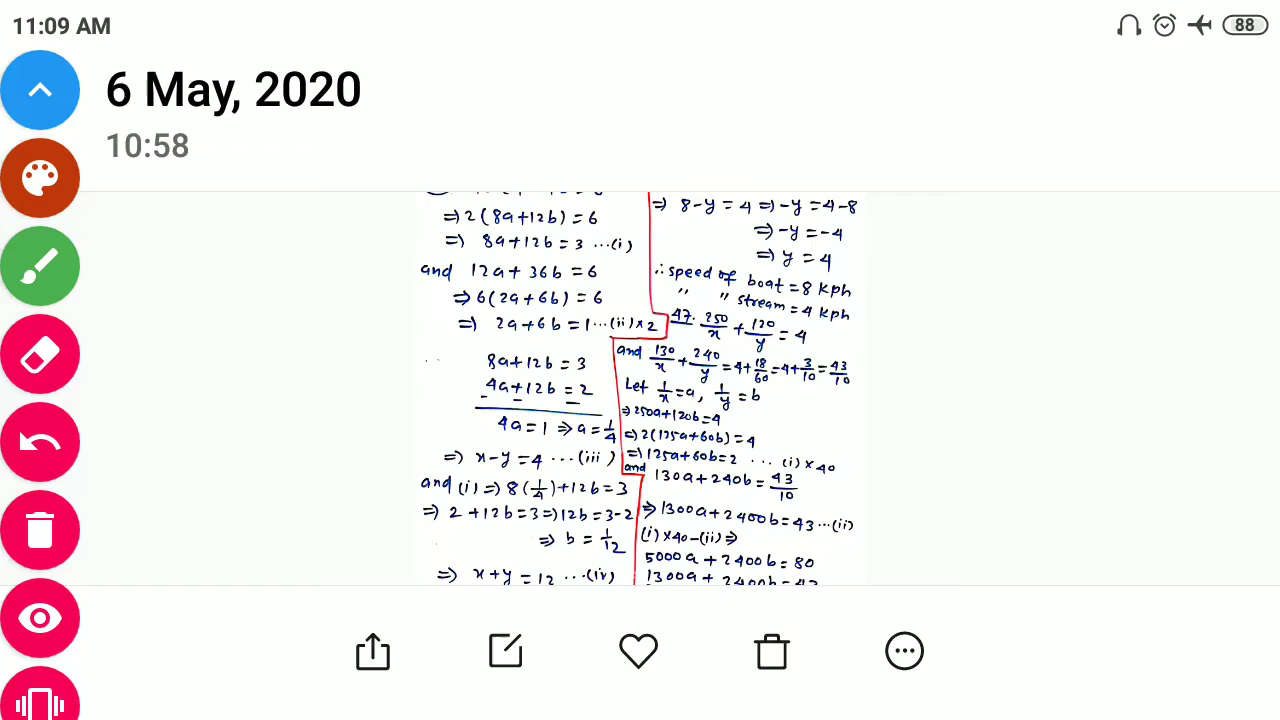 11:09 AM
88
6 May, 2020
10:58
⇒ 2(8a+12b) = 6
⇒ 8a+12b = 3 ...(i)
and 12a+ 36b = 6
⇒ 6(2a+6b) = 6
⇒ 2a+6b = 1 ...(ii)×2
8a+12b = 3
4a+12b = 2
- - =
4a = 1 ⇒ a = 1/4
⇒ x-y = 4 ...(iii)
and (i) ⇒ 8(1/4)+12b = 3
⇒ 2 +12b = 3 ⇒ 12b = 3-2
⇒ b = 1/12
⇒ x+y = 12 ...(iv)
⇒ 8-y = 4 ⇒ -y = 4-8
⇒ -y = -4
⇒ y = 4
∴ speed of boat = 8 kph
" " stream = 4 kph
47. 250/x + 120/y = 4
and 130/x + 240/y = 4+18/60 = 4+3/10 = 43/10
Let 1/x = a, 1/y = b
⇒ 250a+120b = 4
⇒ 2(125a+60b) = 4
⇒ 125a+60b = 2 ... (i)×40
and 130a+240b = 43/10
⇒ 1300a+2400b = 43 ...(ii)
(i)×40-(ii) ⇒
5000a+2400b = 80
1300a+ 2400b = 43